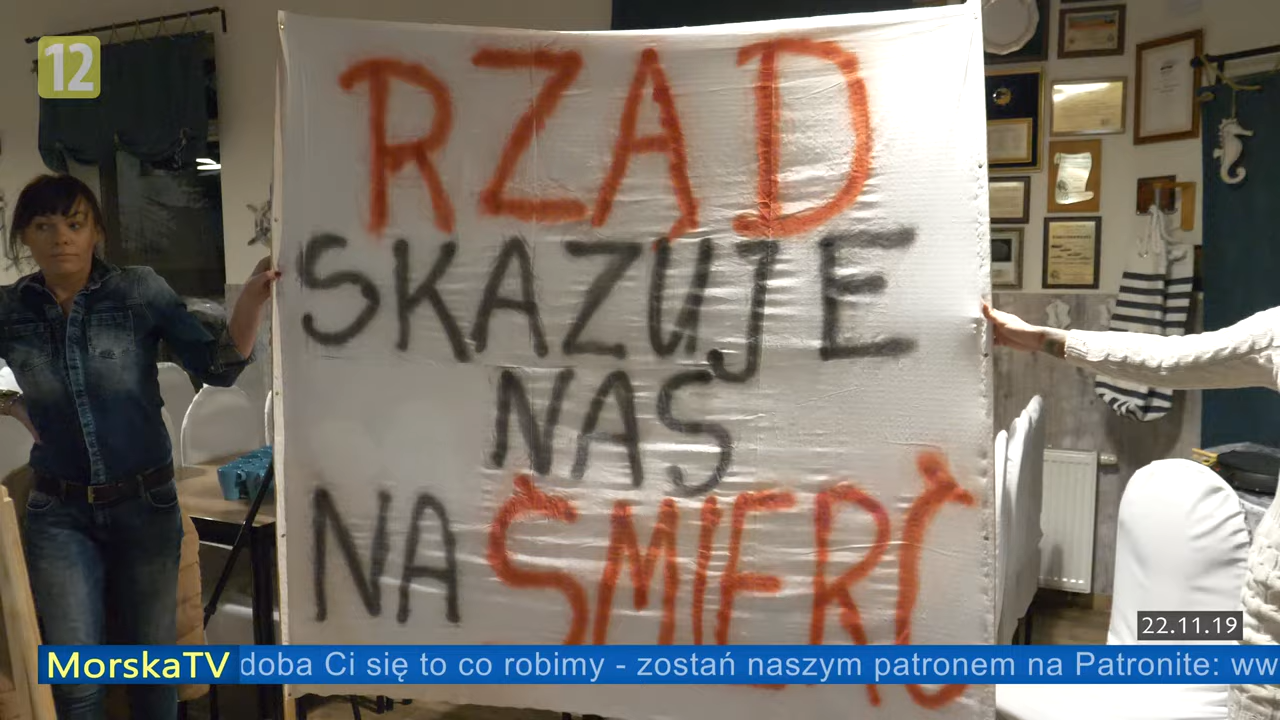 12
RZĄD
SKAZUJE
NAS
NA ŚMIERĆ
22.11.19
MorskaTV doba Ci się to co robimy - zostań naszym patronem na Patronite: ww